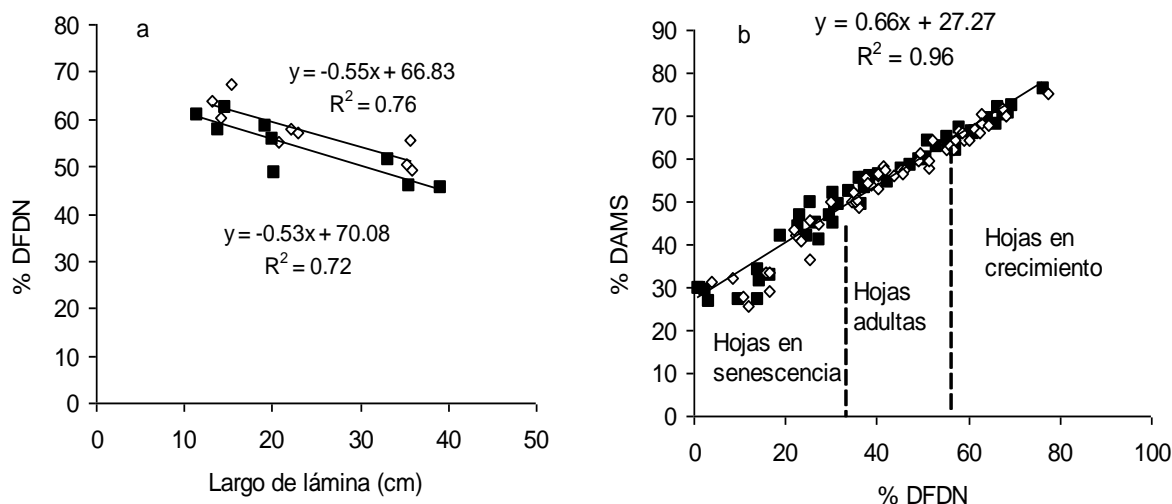 a
y = -0.55x + 66.83
R² = 0.76
y = -0.53x + 70.08
R² = 0.72
% DFDN
80
70
60
50
40
30
20
10
0
0 10 20 30 40 50
Largo de lámina (cm)
b
y = 0.66x + 27.27
R² = 0.96
% DAMS
90
80
70
60
50
40
30
20
10
0
Hojas en
senescencia
Hojas
adultas
Hojas en
crecimiento
0 20 40 60 80 100
% DFDN